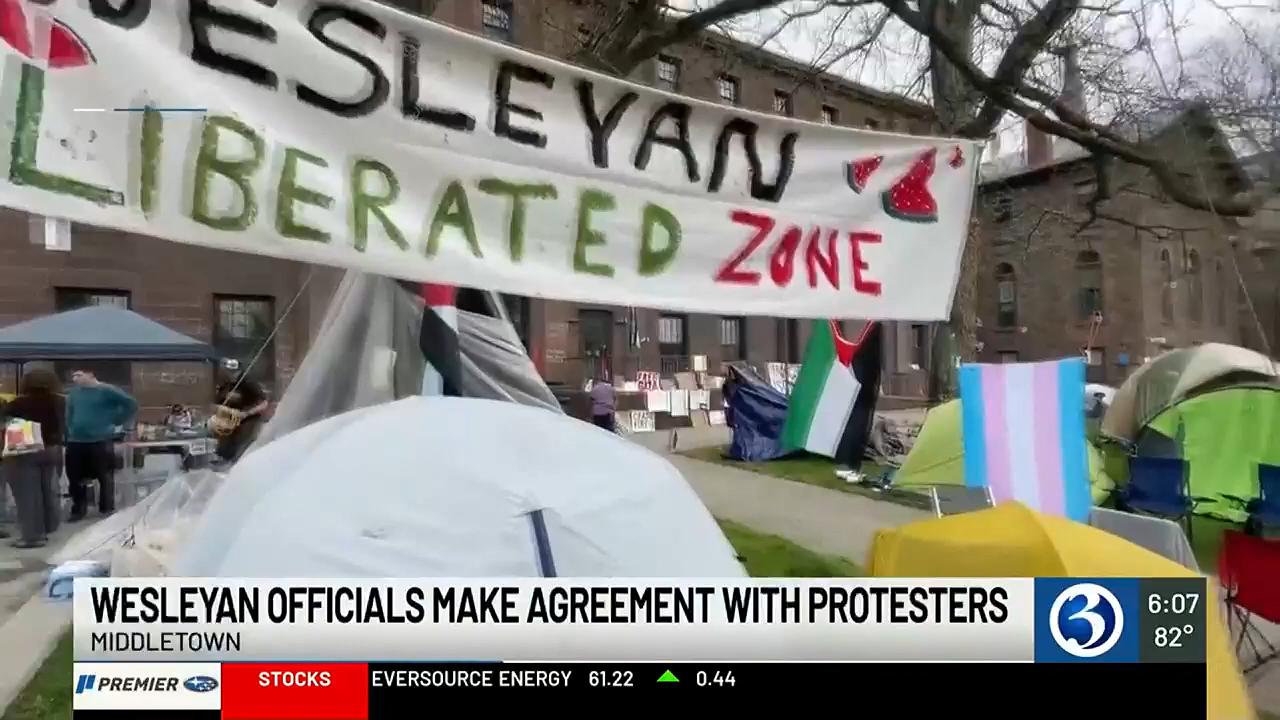 WESLEYAN
LIBERATED ZONE
WESLEYAN OFFICIALS MAKE AGREEMENT WITH PROTESTERS
MIDDLETOWN
3
6:07
82°
PREMIER
STOCKS
EVERSOURCE ENERGY 61.22 0.44